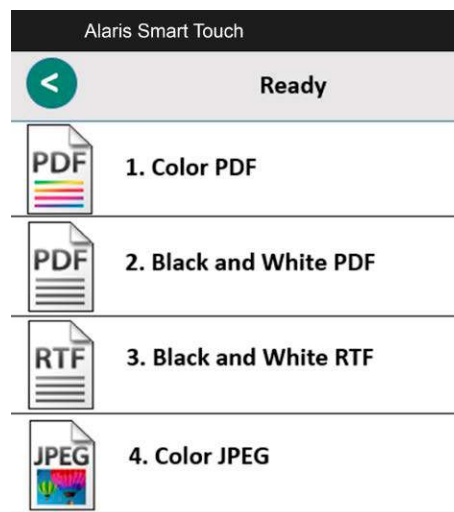 Alaris Smart Touch
<
Ready
PDF
1. Color PDF
PDF
2. Black and White PDF
RTF
3. Black and White RTF
JPEG
4. Color JPEG